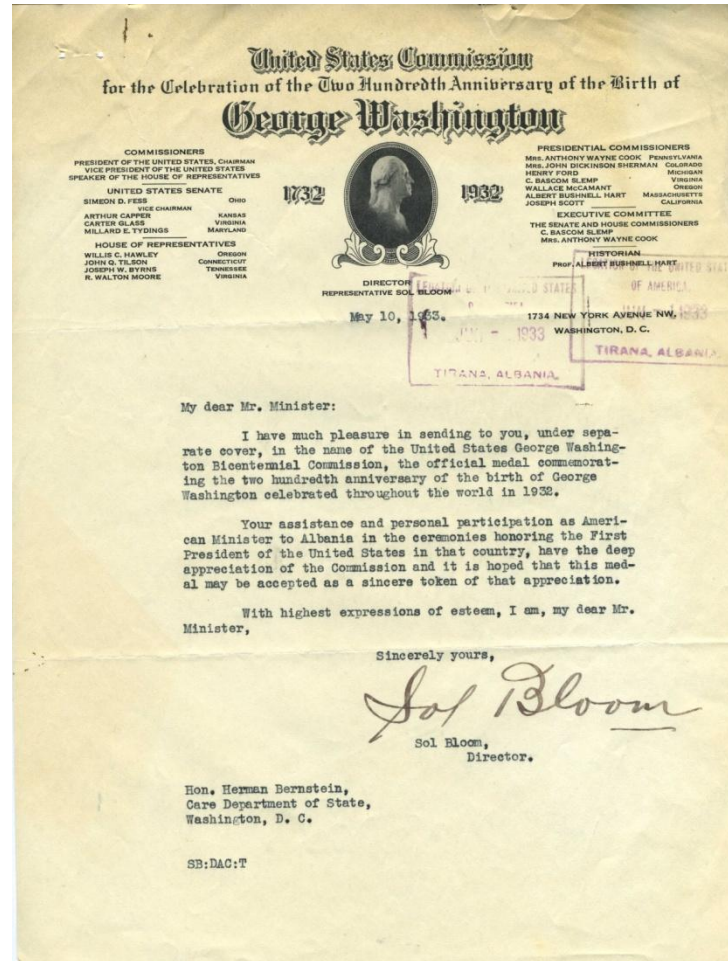 United States Commission
for the Celebration of the Two Hundredth Anniversary of the Birth of
George Washington
COMMISSIONERS
PRESIDENT OF THE UNITED STATES, CHAIRMAN
VICE PRESIDENT OF THE UNITED STATES
SPEAKER OF THE HOUSE OF REPRESENTATIVES
UNITED STATES SENATE
SIMEON D. FESS OHIO
VICE CHAIRMAN
ARTHUR CAPPER KANSAS
CARTER GLASS VIRGINIA
MILLARD E. TYDINGS MARYLAND
HOUSE OF REPRESENTATIVES
WILLIS C. HAWLEY OREGON
JOHN Q. TILSON CONNECTICUT
JOSEPH W. BYRNS TENNESSEE
R. WALTON MOORE VIRGINIA
1732 1932
PRESIDENTIAL COMMISSIONERS
MRS. ANTHONY WAYNE COOK PENNSYLVANIA
MRS. JOHN DICKINSON SHERMAN COLORADO
HENRY FORD MICHIGAN
C. BASCOM SLEMP VIRGINIA
WALLACE MCCAMANT OREGON
ALBERT BUSHNELL HART MASSACHUSETTS
JOSEPH SCOTT CALIFORNIA
EXECUTIVE COMMITTEE
THE SENATE AND HOUSE COMMISSIONERS
C. BASCOM SLEMP
MRS. ANTHONY WAYNE COOK
HISTORIAN
PROF. ALBERT BUSHNELL HART
DIRECTOR
REPRESENTATIVE SOL BLOOM
May 10, 1933.
1734 NEW YORK AVENUE NW.
WASHINGTON, D. C.
STATES
1933
TIRANA, ALBANIA.
OF THE UNITED STAT
OF AMERICA.
1933
TIRANA, ALBANIA.
My dear Mr. Minister:
I have much pleasure in sending to you, under sepa-
rate cover, in the name of the United States George Washing-
ton Bicentennial Commission, the official medal commemorat-
ing the two hundredth anniversary of the birth of George
Washington celebrated throughout the world in 1932.
Your assistance and personal participation as Ameri-
can Minister to Albania in the ceremonies honoring the First
President of the United States in that country, have the deep
appreciation of the Commission and it is hoped that this med-
al may be accepted as a sincere token of that appreciation.
With highest expressions of esteem, I am, my dear Mr.
Minister,
Sincerely yours,
Sol Bloom
Sol Bloom,
Director.
Hon. Herman Bernstein,
Care Department of State,
Washington, D. C.
SB:DAC:T